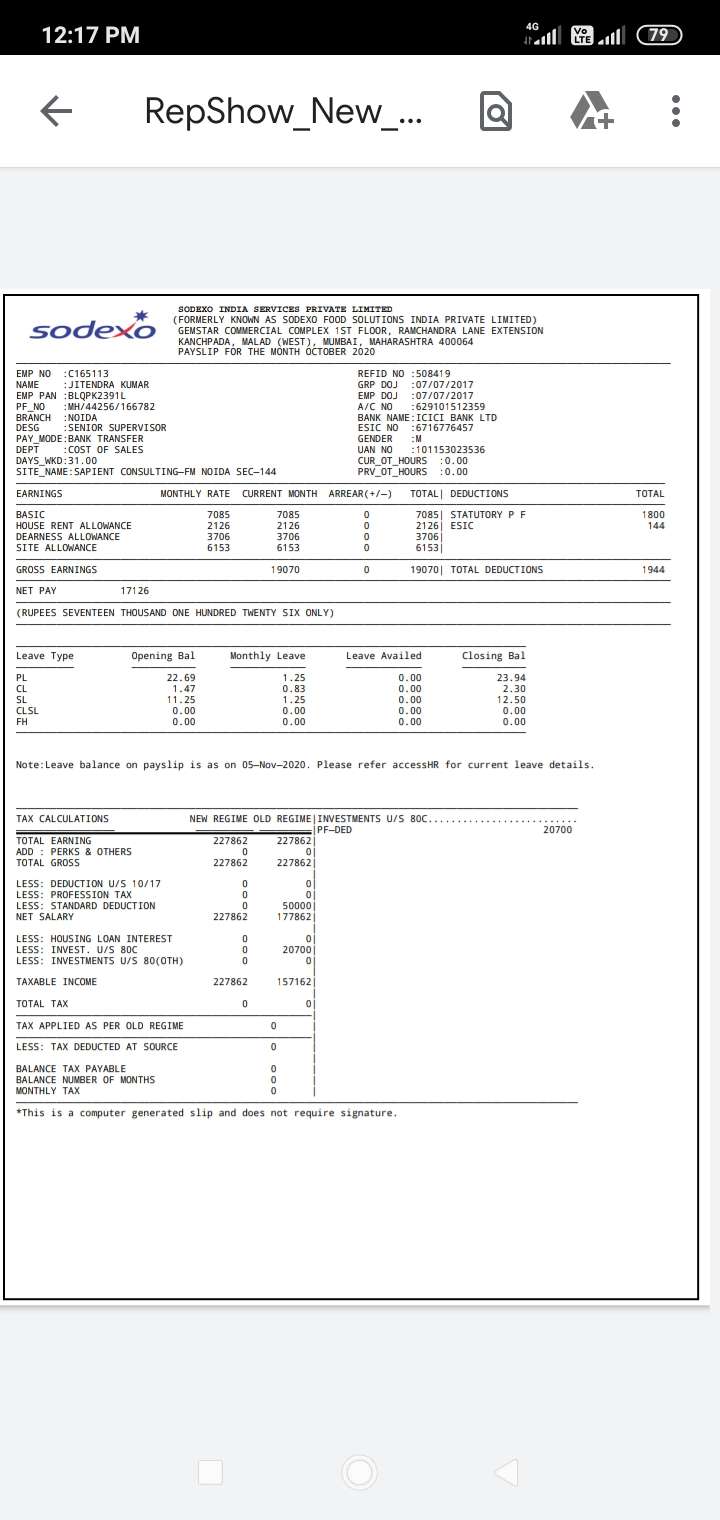 12:17 PM
4G
Vo LTE
79
RepShow_New_...
sodexo
SODEXO INDIA SERVICES PRIVATE LIMITED
(FORMERLY KNOWN AS SODEXO FOOD SOLUTIONS INDIA PRIVATE LIMITED)
GEMSTAR COMMERCIAL COMPLEX 1ST FLOOR, RAMCHANDRA LANE EXTENSION
KANCHPADA, MALAD (WEST), MUMBAI, MAHARASHTRA 400064
PAYSLIP FOR THE MONTH OCTOBER 2020
EMP NO :C165113 REFID NO :508419
NAME :JITENDRA KUMAR GRP DOJ :07/07/2017
EMP PAN :BLQPK2391L EMP DOJ :07/07/2017
PF_NO :MH/44256/166782 A/C NO :629101512359
BRANCH :NOIDA BANK NAME:ICICI BANK LTD
DESG :SENIOR SUPERVISOR ESIC NO :6716776457
PAY_MODE:BANK TRANSFER GENDER :M
DEPT :COST OF SALES UAN NO :101153023536
DAYS_WKD:31.00 CUR_OT_HOURS :0.00
SITE_NAME:SAPIENT CONSULTING—FM NOIDA SEC—144 PRV_OT_HOURS :0.00
EARNINGS MONTHLY RATE CURRENT MONTH ARREAR(+/—) TOTAL| DEDUCTIONS TOTAL
BASIC 7085 7085 0 7085| STATUTORY P F 1800
HOUSE RENT ALLOWANCE 2126 2126 0 2126| ESIC 144
DEARNESS ALLOWANCE 3706 3706 0 3706|
SITE ALLOWANCE 6153 6153 0 6153|
GROSS EARNINGS 19070 0 19070| TOTAL DEDUCTIONS 1944
NET PAY 17126
(RUPEES SEVENTEEN THOUSAND ONE HUNDRED TWENTY SIX ONLY)
Leave Type Opening Bal Monthly Leave Leave Availed Closing Bal
PL 22.69 1.25 0.00 23.94
CL 1.47 0.83 0.00 2.30
SL 11.25 1.25 0.00 12.50
CLSL 0.00 0.00 0.00 0.00
FH 0.00 0.00 0.00 0.00
Note:Leave balance on payslip is as on 05—Nov—2020. Please refer accessHR for current leave details.
TAX CALCULATIONS NEW REGIME OLD REGIME|INVESTMENTS U/S 80C..........................
|PF—DED 20700
TOTAL EARNING 227862 227862|
ADD : PERKS & OTHERS 0 0|
TOTAL GROSS 227862 227862|
LESS: DEDUCTION U/S 10/17 0 0|
LESS: PROFESSION TAX 0 0|
LESS: STANDARD DEDUCTION 0 50000|
NET SALARY 227862 177862|
LESS: HOUSING LOAN INTEREST 0 0|
LESS: INVEST. U/S 80C 0 20700|
LESS: INVESTMENTS U/S 80(OTH) 0 0|
TAXABLE INCOME 227862 157162|
TOTAL TAX 0 0|
TAX APPLIED AS PER OLD REGIME 0 |
LESS: TAX DEDUCTED AT SOURCE 0 |
BALANCE TAX PAYABLE 0 |
BALANCE NUMBER OF MONTHS 0 |
MONTHLY TAX 0 |
*This is a computer generated slip and does not require signature.